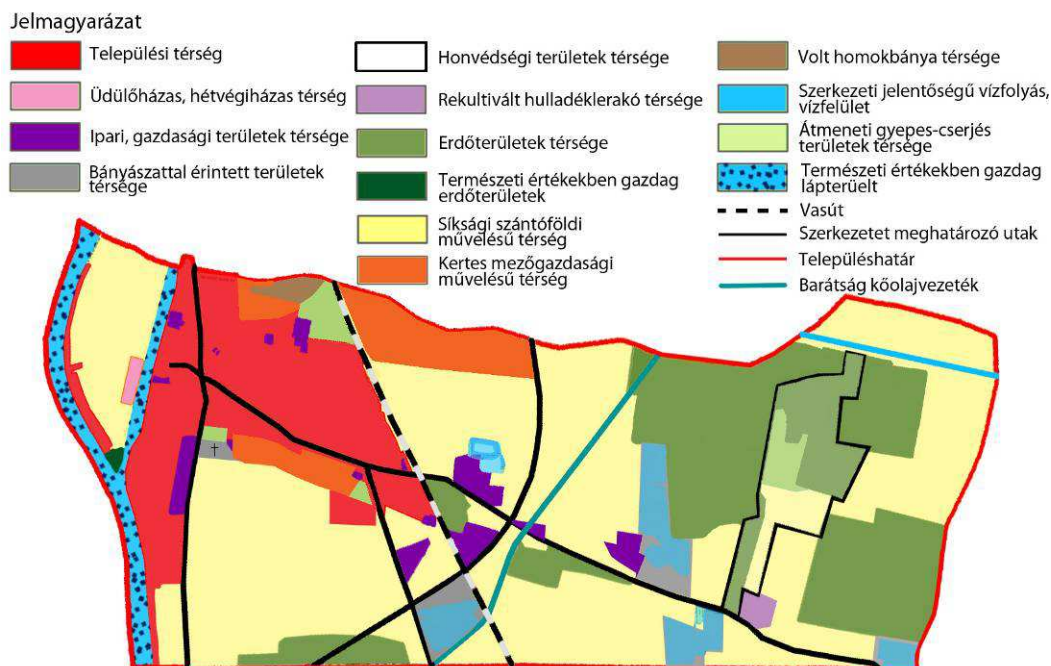 Jelmagyarázat
Települési térség
Üdülőházas, hétvégiházas térség
Ipari, gazdasági területek térsége
Bányászattal érintett területek
térsége
Honvédségi területek térsége
Rekultivált hulladéklerakó térsége
Erdőterületek térsége
Természeti értékekben gazdag
erdőterületek
Síksági szántóföldi
művelésű térség
Kertes mezőgazdasági
művelésű térség
Volt homokbánya térsége
Szerkezeti jelentőségű vízfolyás,
vízfelület
Átmeneti gyepes-cserjés
területek térsége
Természeti értékekben gazdag
lápterüelt
Vasút
Szerkezetet meghatározó utak
Településhatár
Barátság kőolajvezeték